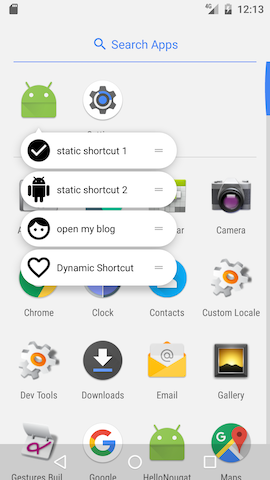 4G 12:13
Search Apps
static shortcut 1
static shortcut 2
open my blog
Dynamic Shortcut
Camera
Chrome
Clock
Contacts
Custom Locale
Dev Tools
Downloads
Email
Gallery
Gestures Buil
Google
HelloNougat
Maps